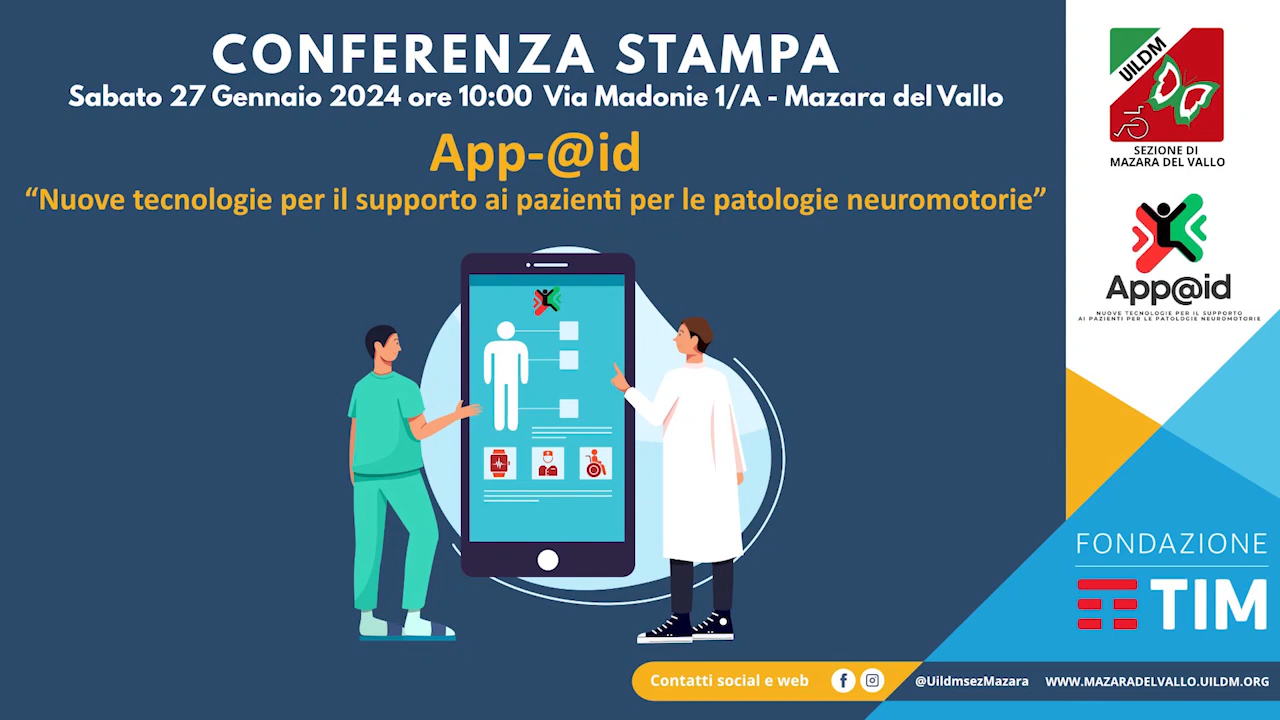 CONFERENZA STAMPA
Sabato 27 Gennaio 2024 ore 10:00 Via Madonie 1/A - Mazara del Vallo
App-@id
“Nuove tecnologie per il supporto ai pazienti per le patologie neuromotorie”
UILDM
SEZIONE DI
MAZARA DEL VALLO
App@id
NUOVE TECNOLOGIE PER IL SUPPORTO
AI PAZIENTI PER LE PATOLOGIE NEUROMOTORIE
FONDAZIONE
TIM
Contatti social e web @UildmsezMazara WWW.MAZARADELVALLO.UILDM.ORG